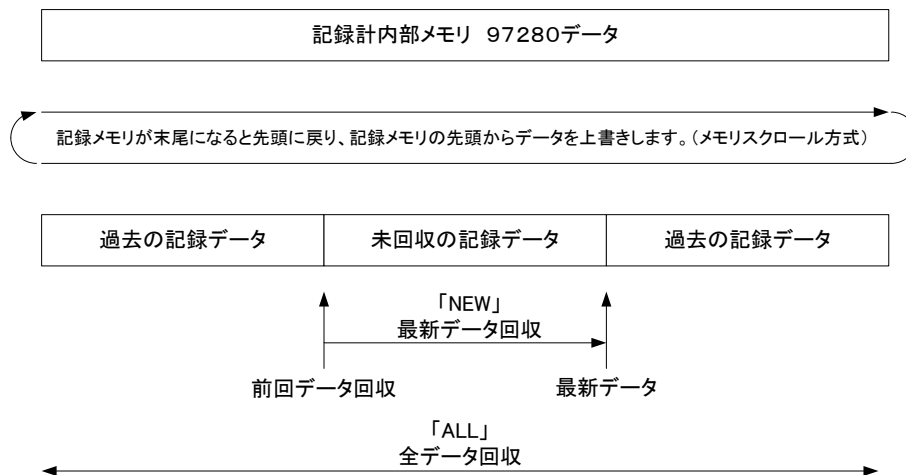 記録計内部メモリ 97280データ
記録メモリが末尾になると先頭に戻り、記録メモリの先頭からデータを上書きします。（メモリスクロール方式）
過去の記録データ 未回収の記録データ 過去の記録データ
「NEW」
最新データ回収
前回データ回収 最新データ
「ALL」
全データ回収